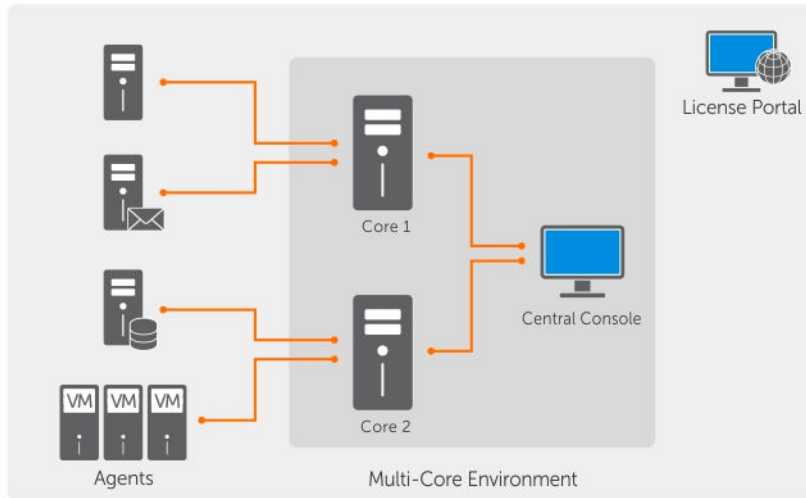 License Portal
Core 1
Central Console
VM VM VM
Core 2
Agents
Multi-Core Environment